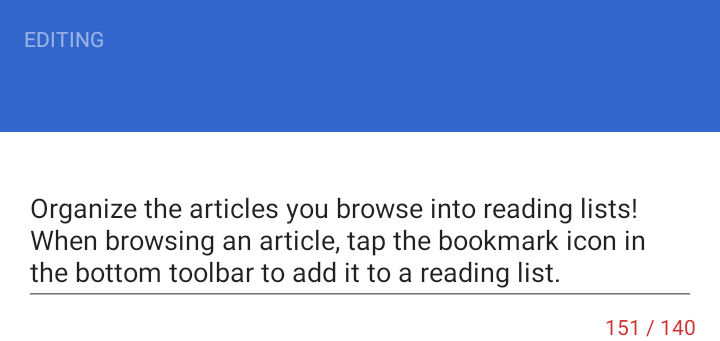 EDITING
Organize the articles you browse into reading lists!
When browsing an article, tap the bookmark icon in
the bottom toolbar to add it to a reading list.
151 / 140